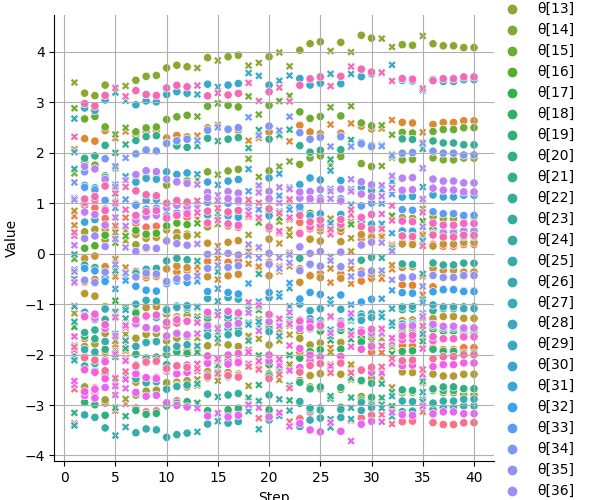 θ[13]
θ[14]
θ[15]
θ[16]
θ[17]
θ[18]
θ[19]
θ[20]
θ[21]
θ[22]
θ[23]
θ[24]
θ[25]
θ[26]
θ[27]
θ[28]
θ[29]
θ[30]
θ[31]
θ[32]
θ[33]
θ[34]
θ[35]
θ[36]
Value
4
3
2
1
0
−1
−2
−3
−4
0 5 10 15 20 25 30 35 40
Step